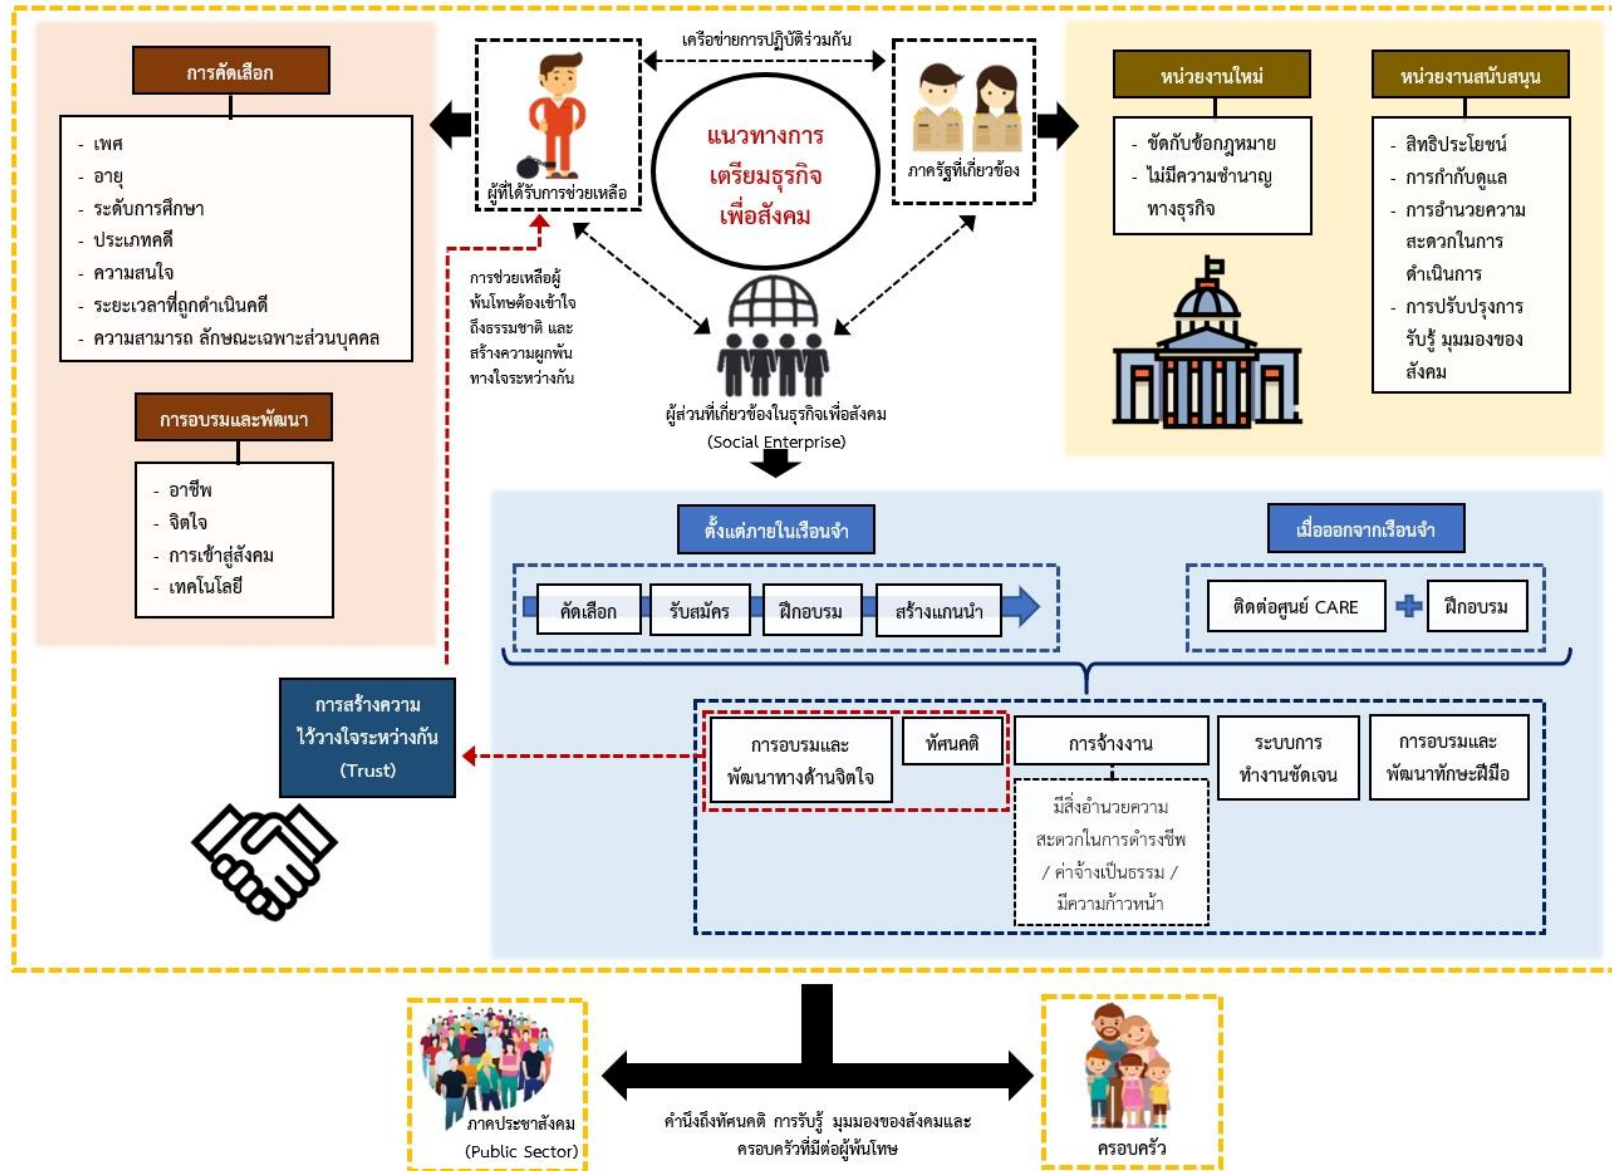 การคัดเลือก
- เพศ
- อายุ
- ระดับการศึกษา
- ประเภทคดี
- ความสนใจ
- ระยะเวลาที่ถูกดำเนินคดี
- ความสามารถ ลักษณะเฉพาะส่วนบุคคล
การอบรมและพัฒนา
- อาชีพ
- จิตใจ
- การเข้าสู่สังคม
- เทคโนโลยี
เครือข่ายการปฏิบัติร่วมกัน
ผู้ที่ได้รับการช่วยเหลือ
แนวทางการ
เตรียมธุรกิจ
เพื่อสังคม
ภาครัฐที่เกี่ยวข้อง
การช่วยเหลือผู้
พ้นโทษต้องเข้าใจ
ถึงธรรมชาติ และ
สร้างความผูกพัน
ทางใจระหว่างกัน
ผู้ส่วนที่เกี่ยวข้องในธุรกิจเพื่อสังคม
(Social Enterprise)
หน่วยงานใหม่
- ขัดกับข้อกฎหมาย
- ไม่มีความชำนาญ
ทางธุรกิจ
หน่วยงานสนับสนุน
- สิทธิประโยชน์
- การกำกับดูแล
- การอำนวยความ
สะดวกในการ
ดำเนินการ
- การปรับปรุงการ
รับรู้ มุมมองของ
สังคม
ตั้งแต่ภายในเรือนจำ
คัดเลือก
รับสมัคร
ฝึกอบรม
สร้างแกนนำ
เมื่อออกจากเรือนจำ
ติดต่อศูนย์ CARE
ฝึกอบรม
การสร้างความ
ไว้วางใจระหว่างกัน
(Trust)
การอบรมและ
พัฒนาทางด้านจิตใจ
ทัศนคติ
การจ้างงาน
มีสิ่งอำนวยความ
สะดวกในการดำรงชีพ
/ ค่าจ้างเป็นธรรม /
มีความก้าวหน้า
ระบบการ
ทำงานชัดเจน
การอบรมและ
พัฒนาทักษะฝีมือ
ภาคประชาสังคม
(Public Sector)
คำนึงถึงทัศนคติ การรับรู้ มุมมองของสังคมและ
ครอบครัวที่มีต่อผู้พ้นโทษ
ครอบครัว